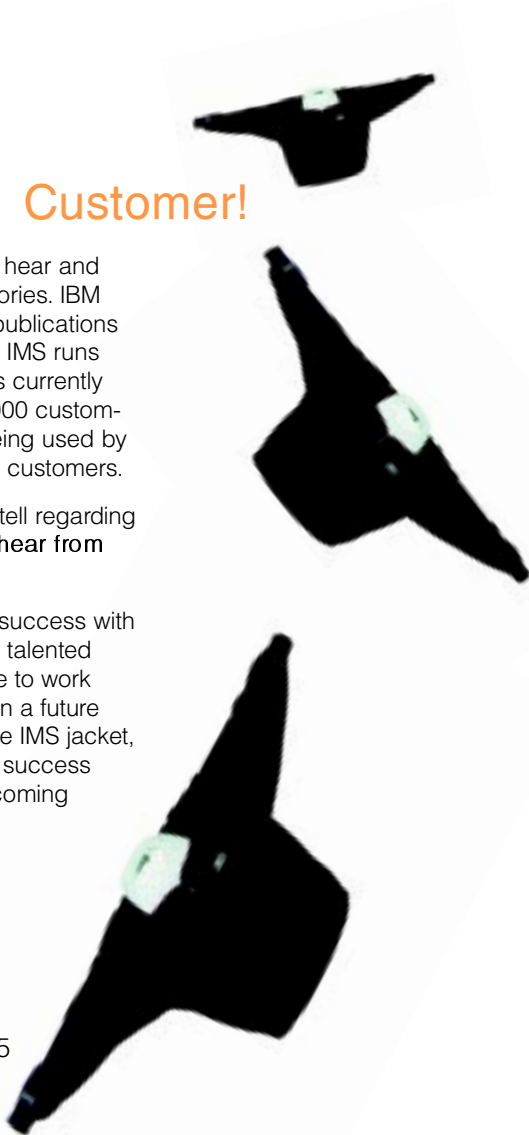 Customer!
hear and
ories. IBM
publications
IMS runs
s currently
000 custom-
eing used by
customers.
tell regarding
hear from
success with
talented
e to work
n a future
e IMS jacket,
success
coming
5